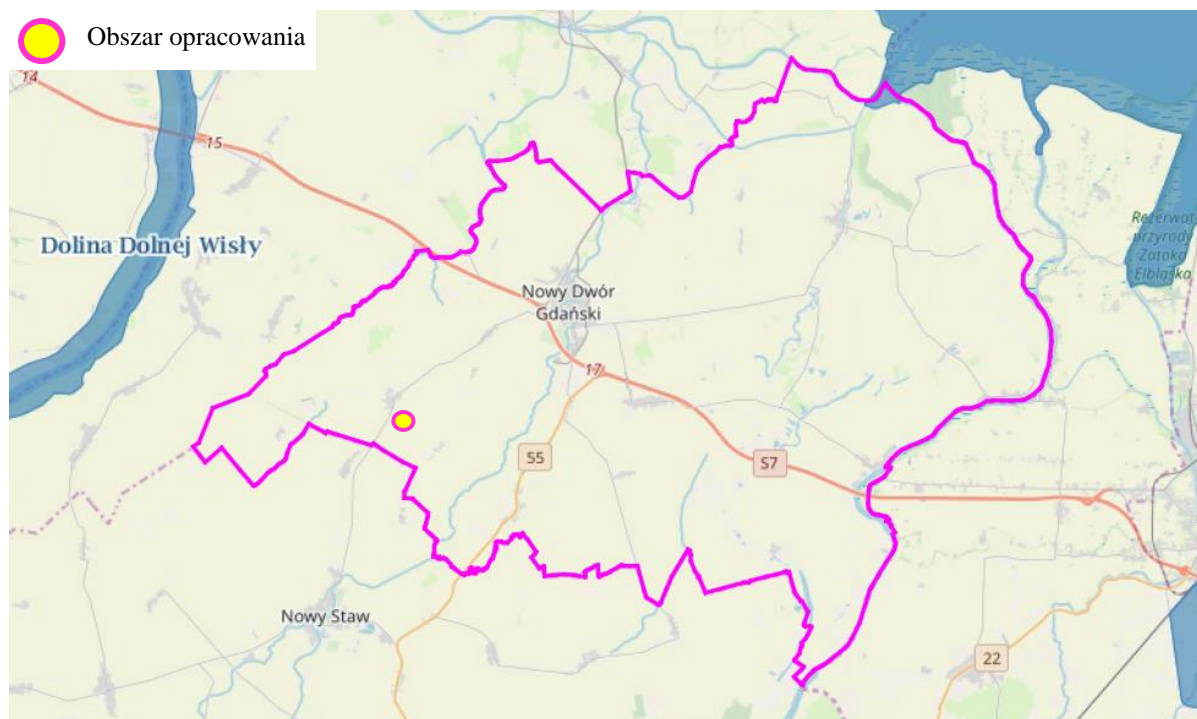 Obszar opracowania
14
15
Dolina Dolnej Wisły
Rezerwat
przyrody
Zatoka
Elbląska
Nowy Dwór
Gdański
17
55
S7
Nowy Staw
22